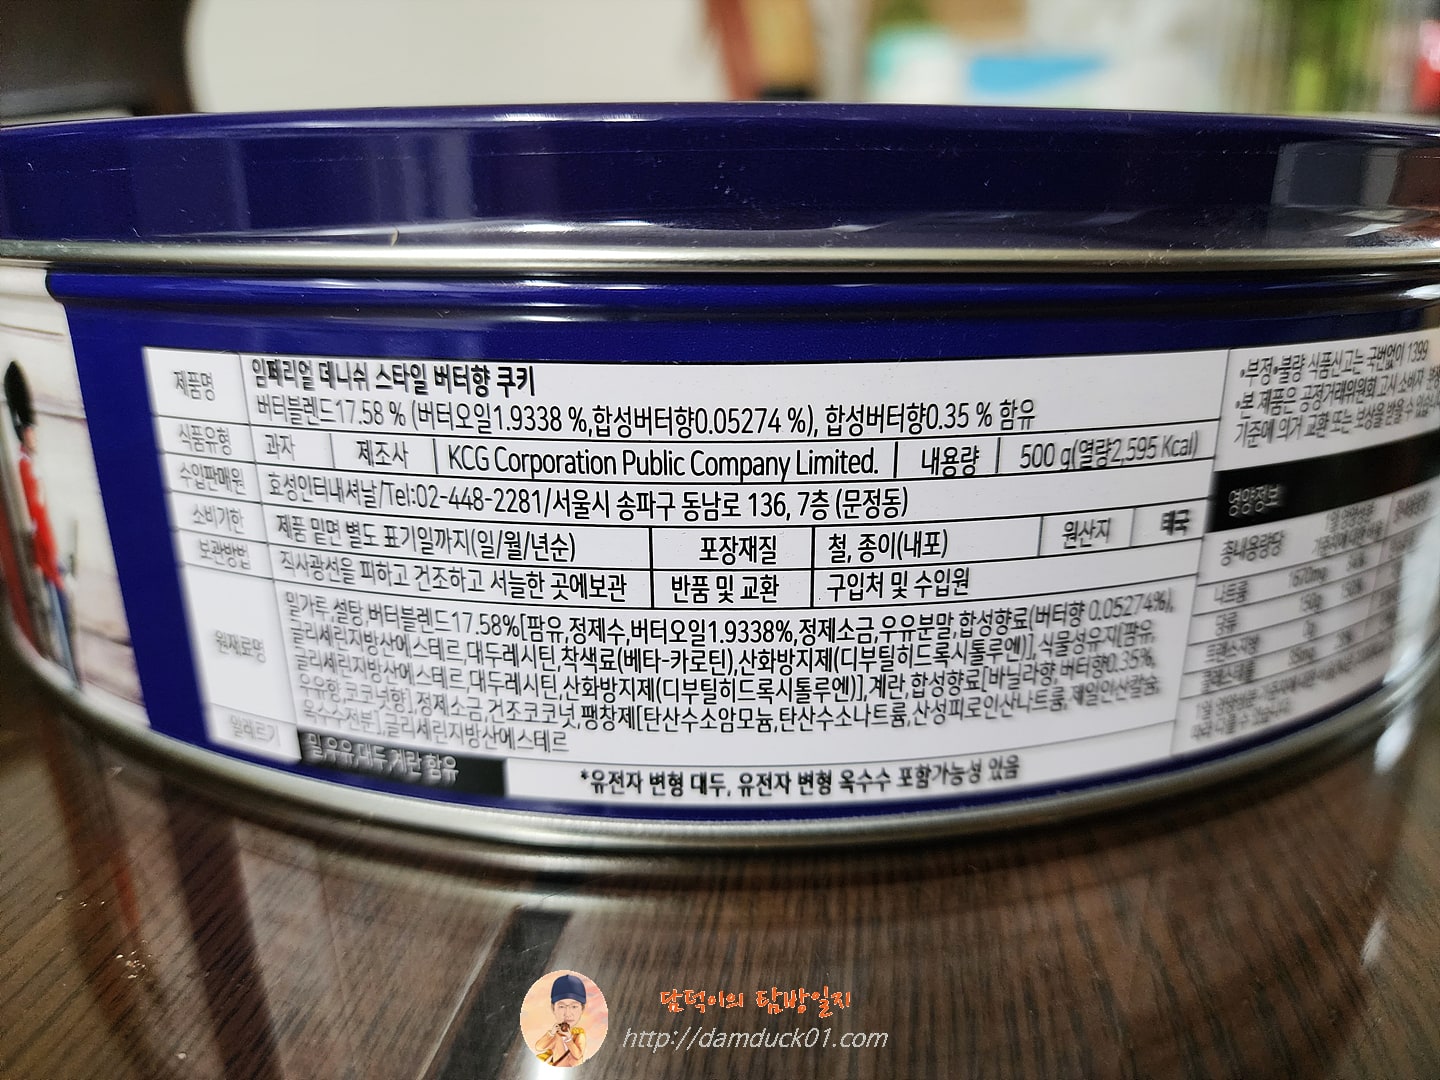 제품명
임페리얼 데니쉬 스타일 버터향 쿠키
버터블렌드17.58 % (버터오일1.9338 %,합성버터향0.05274 %), 합성버터향0.35 % 함유
식품유형 과자 제조사 KCG Corporation Public Company Limited. 내용량 500 g(열량2,595 Kcal)
수입판매원 호성인터내셔날/Tel:02-448-2281/서울시 송파구 동남로 136, 7층 (문정동)
소비기한 제품 밑면 별도 표기일까지(일/월/년순) 포장재질 철, 종이(내포) 원산지 태국
보관방법 직사광선을 피하고 건조하고 서늘한 곳에보관 반품 및 교환 구입처 및 수입원
원재료명
밀가루,설탕,버터블렌드17.58%[팜유,정제수,버터오일1.9338%,정제소금,우유분말,합성향료(버터향 0.05274%),
글리세린지방산에스테르,대두레시틴,착색료(베타-카로틴),산화방지제(디부틸히드록시톨루엔)],식물성유지[팜유,
글리세린지방산에스테르,대두레시틴,산화방지제(디부틸히드록시톨루엔)],계란,합성향료[바닐라향,버터향0.35%,
우유향,코코넛향],정제소금,건조코코넛,팽창제[탄산수소암모늄,탄산수소나트륨,산성피로인산나트륨,제일인산칼슘,
옥수수전분],글리세린지방산에스테르
알레르기 밀,우유,대두,계란 함유
*유전자 변형 대두, 유전자 변형 옥수수 포함가능성 있음
•부정•불량 식품신고는 국번없이 1399
•본 제품은 공정거래위원회 고시 소비자 분쟁
기준에 의거 교환 또는 보상을 받을 수 있습니
영양정보
총내용량당
나트륨 1670mg
당류 150g
트랜스지방 0g
콜레스테롤
담덕이의 탐방일지
http://damduck01.com